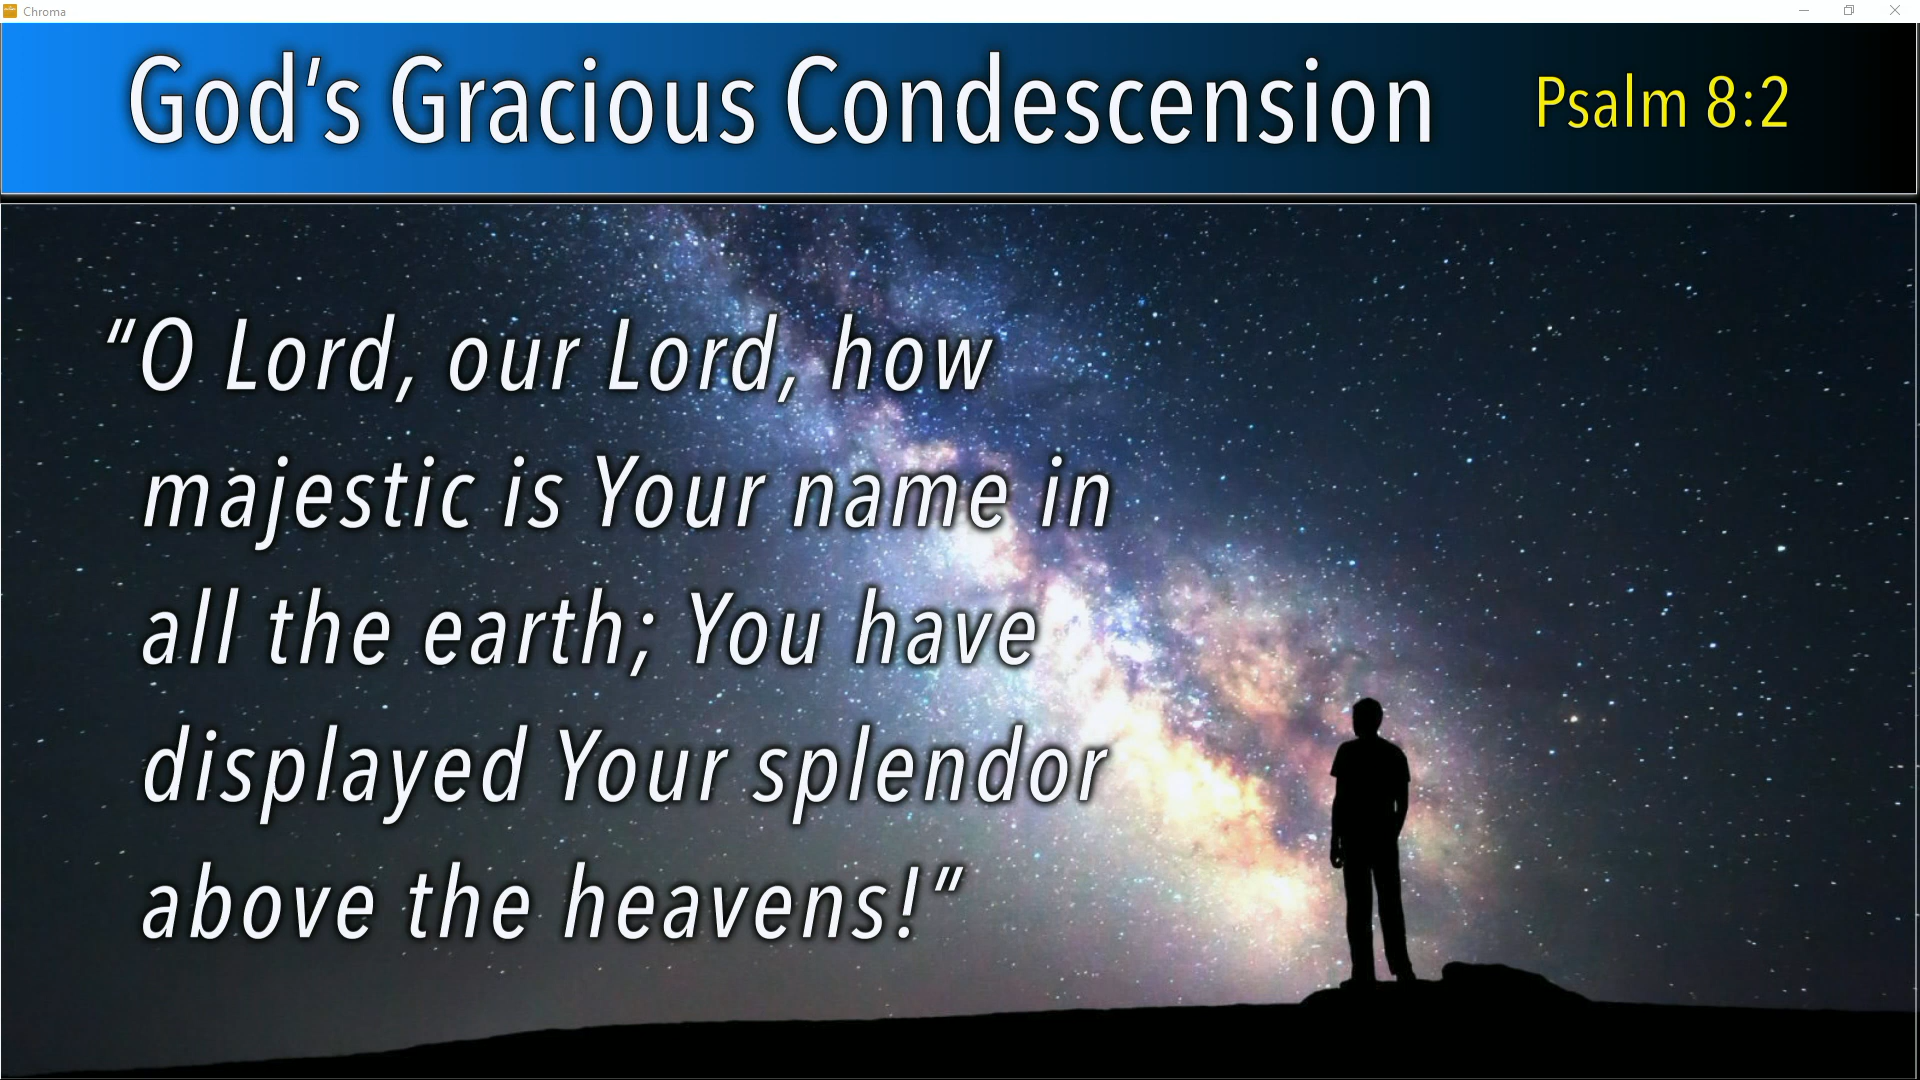 Chroma
God’s Gracious Condescension Psalm 8:2
“O Lord, our Lord, how
majestic is Your name in
all the earth; You have
displayed Your splendor
above the heavens!”